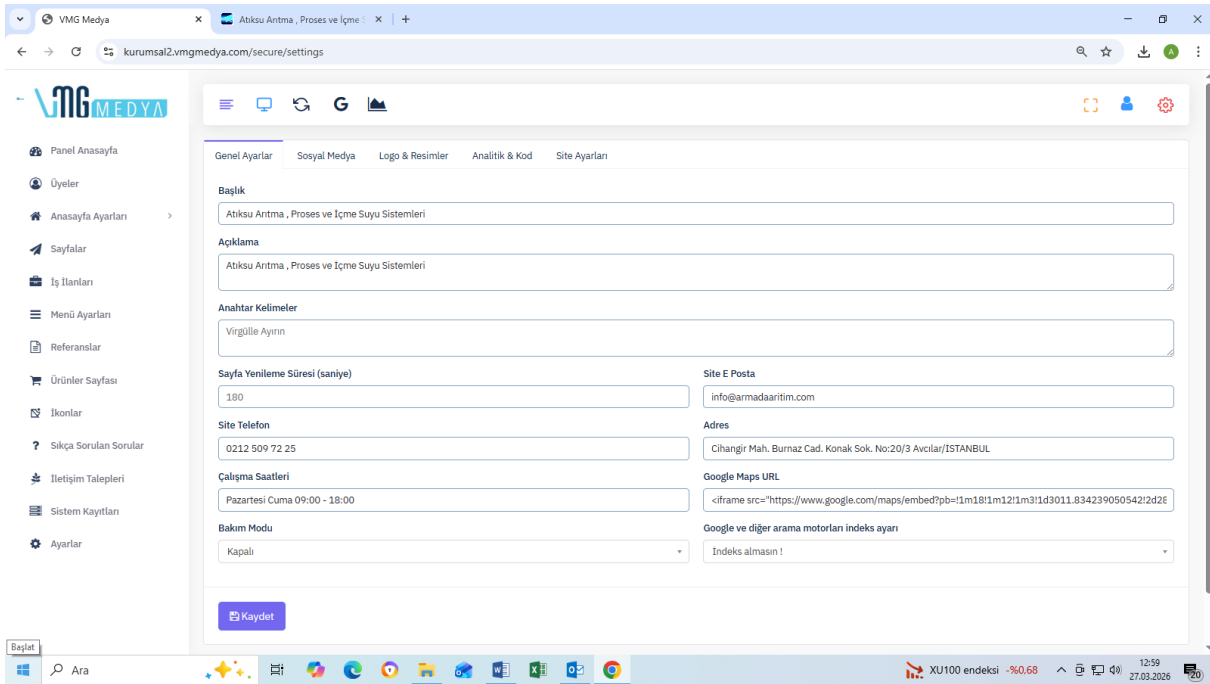 VMG Medya
Atıksu Arıtma , Proses ve İçme S
kurumsal2.vmgmedya.com/secure/settings
A
VMG MEDYA
Panel Anasayfa
Üyeler
Anasayfa Ayarları
Sayfalar
İş İlanları
Menü Ayarları
Referanslar
Ürünler Sayfası
İkonlar
Sıkça Sorulan Sorular
İletişim Talepleri
Sistem Kayıtları
Ayarlar
Genel Ayarlar Sosyal Medya Logo & Resimler Analitik & Kod Site Ayarları
Başlık
Atıksu Arıtma , Proses ve İçme Suyu Sistemleri
Açıklama
Atıksu Arıtma , Proses ve İçme Suyu Sistemleri
Anahtar Kelimeler
Virgülle Ayırın
Sayfa Yenileme Süresi (saniye) Site E Posta
180 info@armadaaritim.com
Site Telefon Adres
0212 509 72 25 Cihangir Mah. Burnaz Cad. Konak Sok. No:20/3 Avcılar/İSTANBUL
Çalışma Saatleri Google Maps URL
Pazartesi Cuma 09:00 - 18:00 <iframe src="https://www.google.com/maps/embed?pb=!1m18!1m12!1m3!1d3011.834239050542!2d28
Bakım Modu Google ve diğer arama motorları indeks ayarı
Kapalı İndeks almasın !
Kaydet
Başlat
Ara
XU100 endeksi -%0,68
12:59
27.03.2026
20